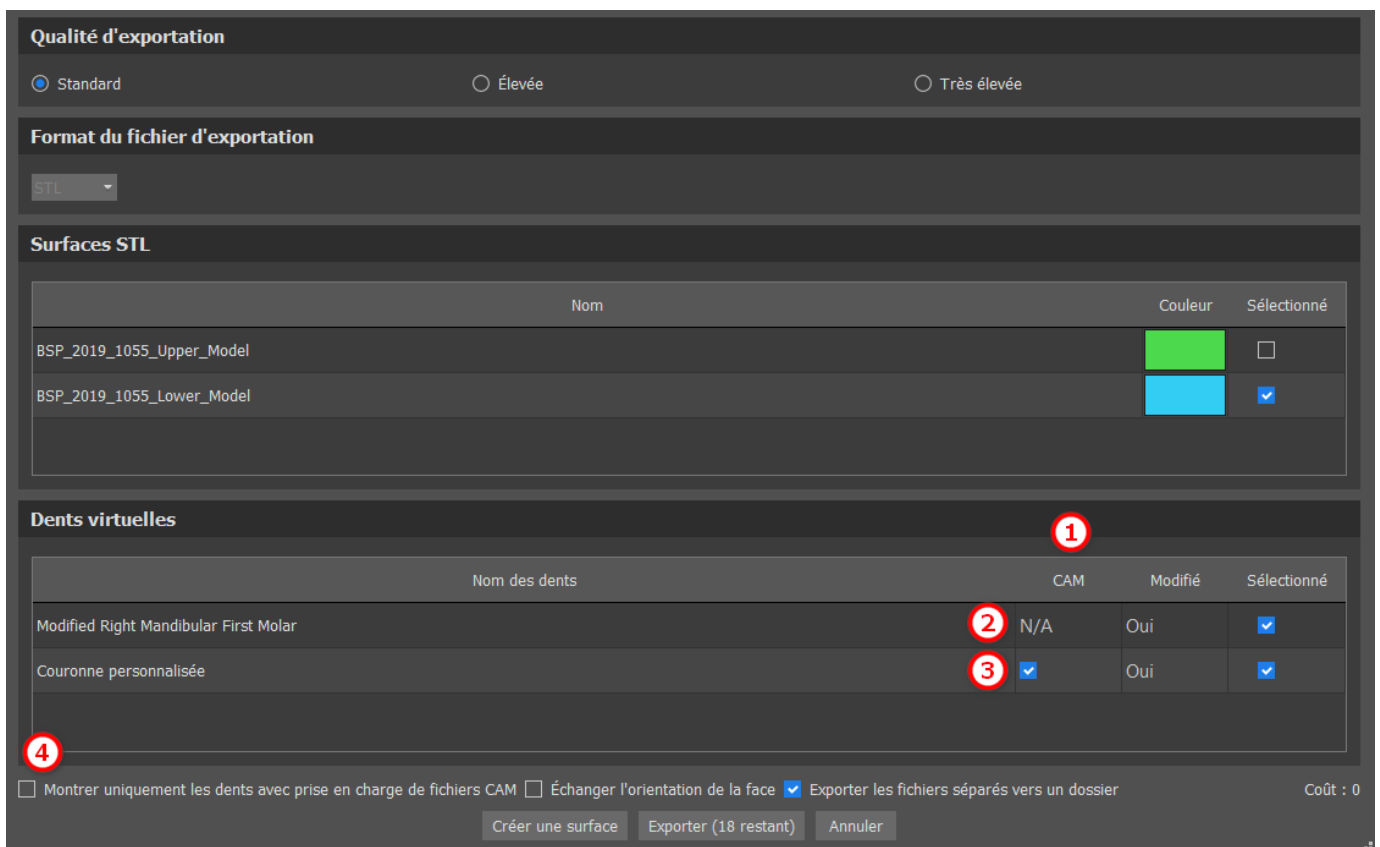 Qualité d'exportation
Standard Élevée Très élevée
Format du fichier d'exportation
STL
Surfaces STL
Nom Couleur Sélectionné
BSP_2019_1055_Upper_Model
BSP_2019_1055_Lower_Model
Dents virtuelles
1
Nom des dents CAM Modifié Sélectionné
Modified Right Mandibular First Molar 2 N/A Oui
Couronne personnalisée 3 Oui
4
Montrer uniquement les dents avec prise en charge de fichiers CAM Échanger l'orientation de la face Exporter les fichiers séparés vers un dossier Coût : 0
Créer une surface Exporter (18 restant) Annuler